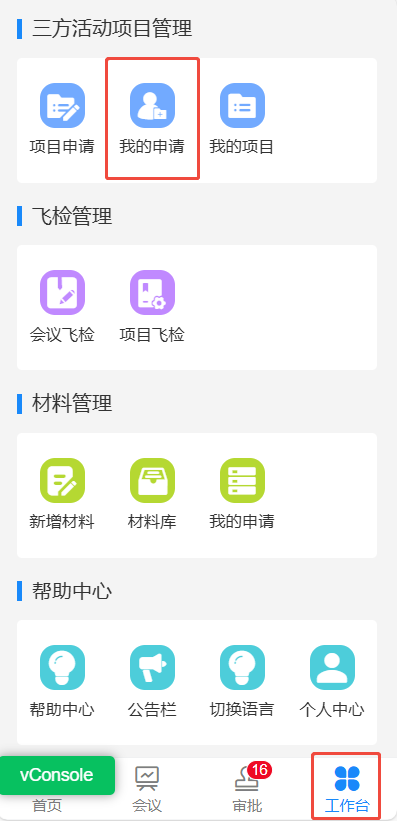 三方活动项目管理
项目申请 我的申请 我的项目
飞检管理
会议飞检 项目飞检
材料管理
新增材料 材料库 我的申请
帮助中心
帮助中心 公告栏 切换语言 个人中心
vConsole
16
首页 会议 审批 工作台